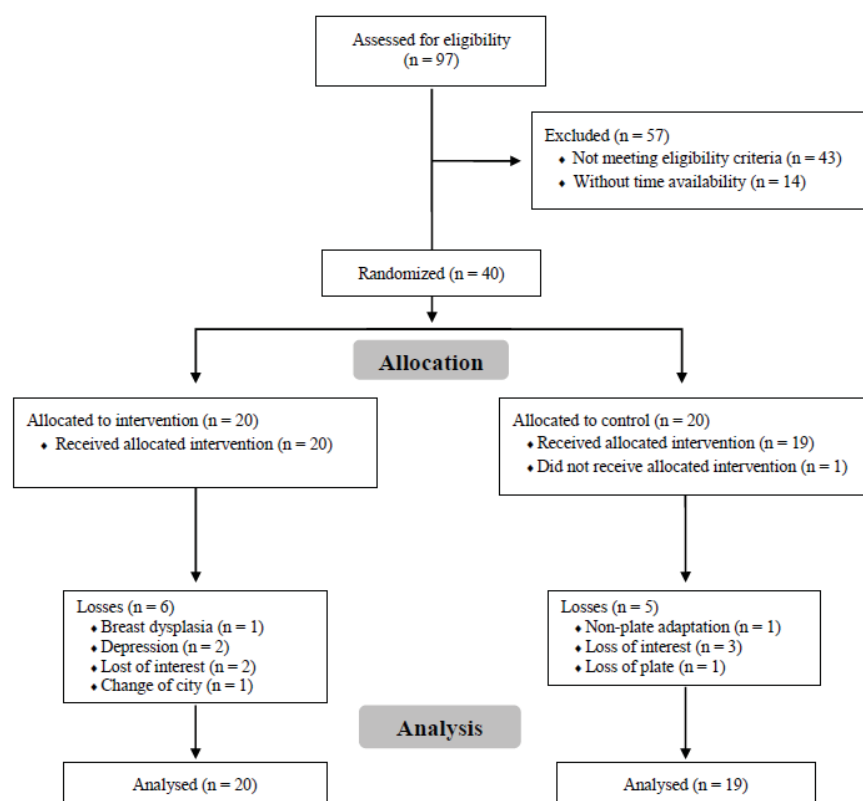 Assessed for eligibility
(n = 97)
Excluded (n = 57)
♦ Not meeting eligibility criteria (n = 43)
♦ Without time availability (n = 14)
Randomized (n = 40)
Allocation
Allocated to intervention (n = 20)
♦ Received allocated intervention (n = 20)
Allocated to control (n = 20)
♦ Received allocated intervention (n = 19)
♦ Did not receive allocated intervention (n = 1)
Losses (n = 6)
♦ Breast dysplasia (n = 1)
♦ Depression (n = 2)
♦ Lost of interest (n = 2)
♦ Change of city (n = 1)
Losses (n = 5)
♦ Non-plate adaptation (n = 1)
♦ Loss of interest (n = 3)
♦ Loss of plate (n = 1)
Analysis
Analysed (n = 20)
Analysed (n = 19)